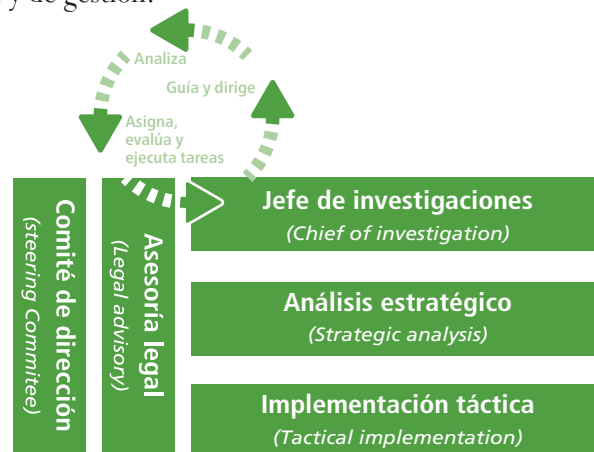 y de gestión.
Analiza
Guía y dirige
Asigna,
evalúa y
ejecuta tareas
Comité de dirección
(steering Commitee)
Asesoría legal
(Legal advisory)
Jefe de investigaciones
(Chief of investigation)
Análisis estratégico
(Strategic analysis)
Implementación táctica
(Tactical implementation)